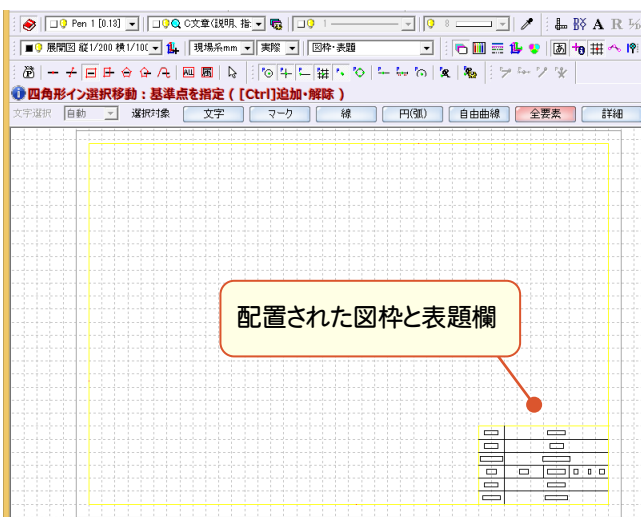 Pen 1 [0.13] C文章(説明、指: 1 8 A R
展開図 縦1/200 横1/10( 現場系mm 実際 図枠・表題
四角形イン選択移動：基準点を指定 ( [Ctrl]追加・解除 )
文字選択 自動 選択対象 文字 マーク 線 円(弧) 自由曲線 全要素 詳細
配置された図枠と表題欄